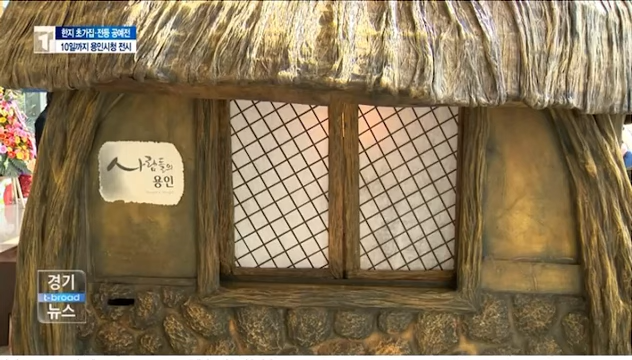 한지 초가집·전등 공예전
10일까지 용인시청 전시
사람들의
용인
경기
t·broad
뉴스